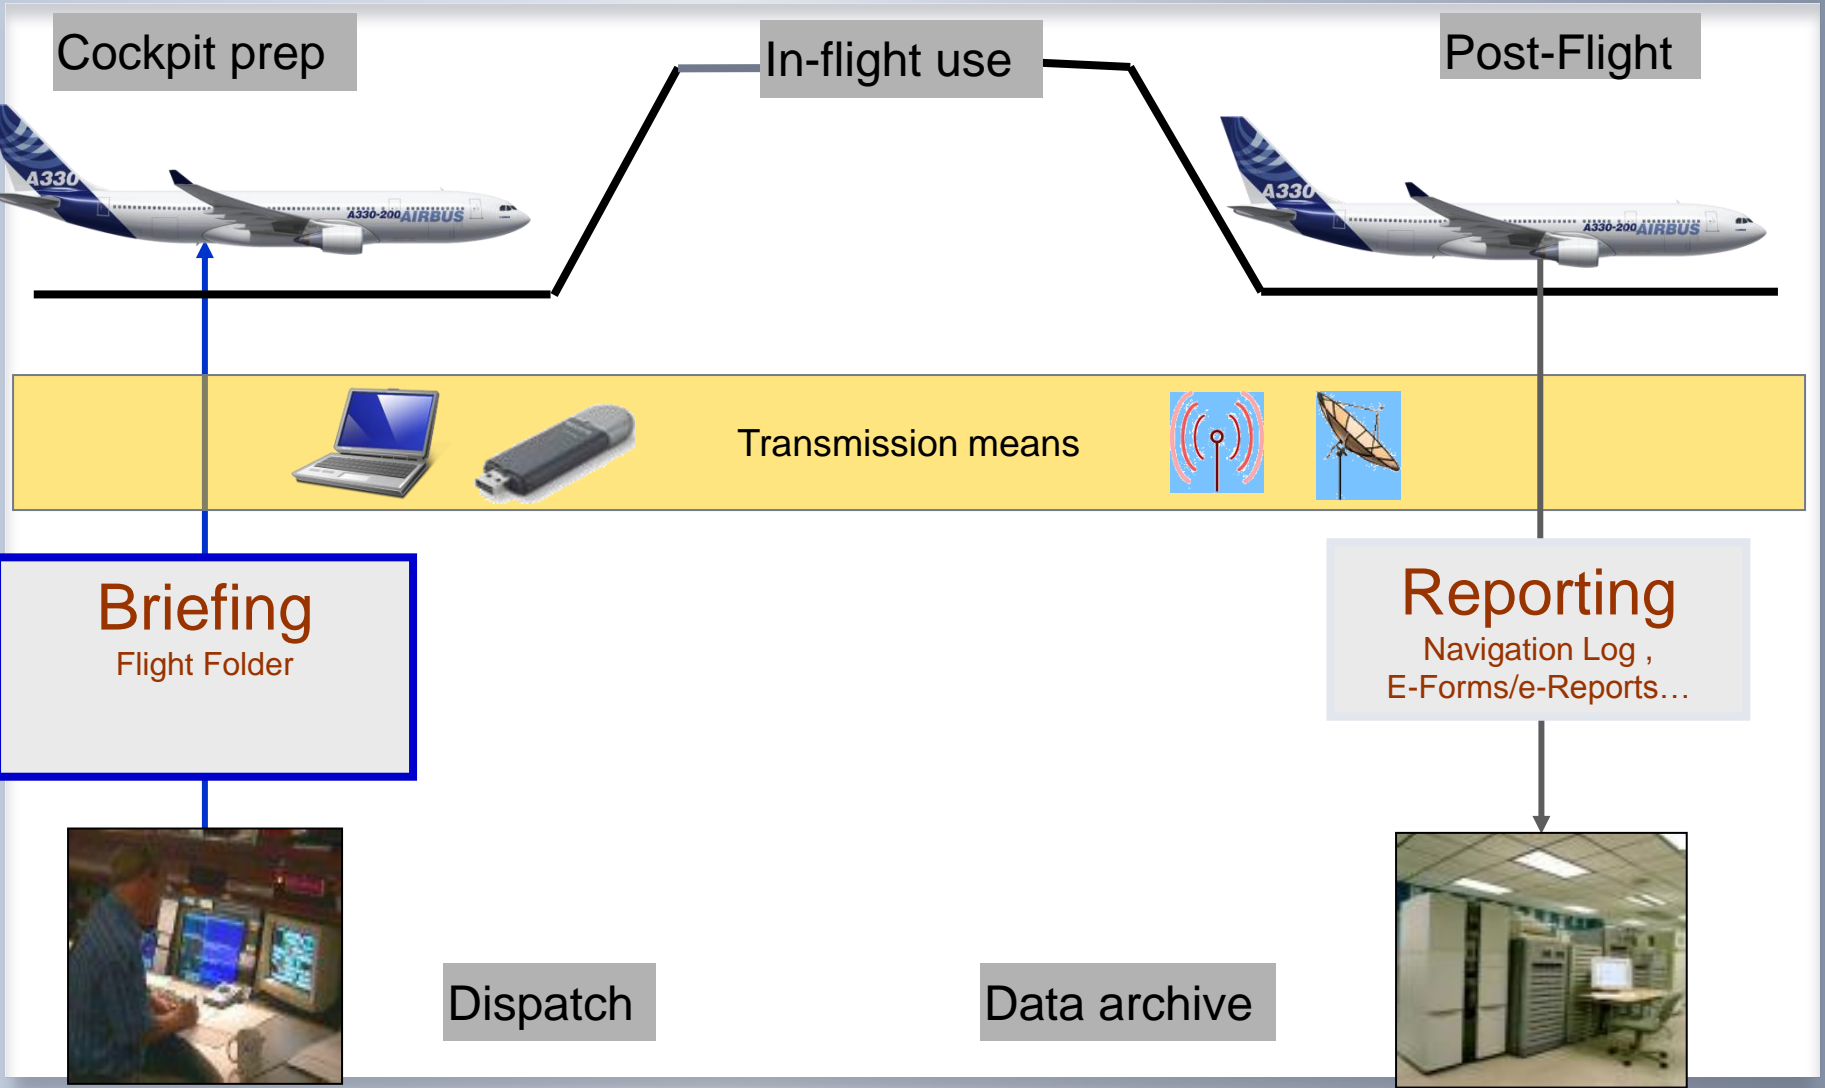 Cockpit prep
In-flight use
Post-Flight
A330
A330-200 AIRBUS
A330
A330-200 AIRBUS
Transmission means
Briefing
Flight Folder
Reporting
Navigation Log ,
E-Forms/e-Reports…
Dispatch
Data archive